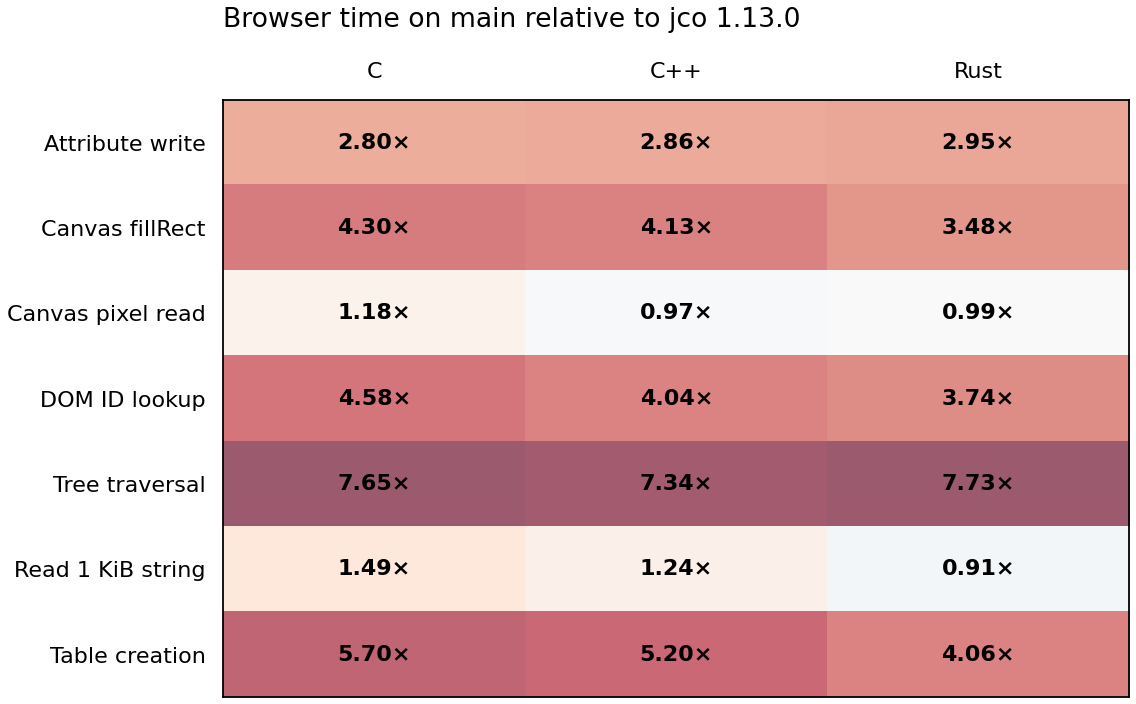 Browser time on main relative to jco 1.13.0
C C++ Rust
Attribute write 2.80× 2.86× 2.95×
Canvas fillRect 4.30× 4.13× 3.48×
Canvas pixel read 1.18× 0.97× 0.99×
DOM ID lookup 4.58× 4.04× 3.74×
Tree traversal 7.65× 7.34× 7.73×
Read 1 KiB string 1.49× 1.24× 0.91×
Table creation 5.70× 5.20× 4.06×